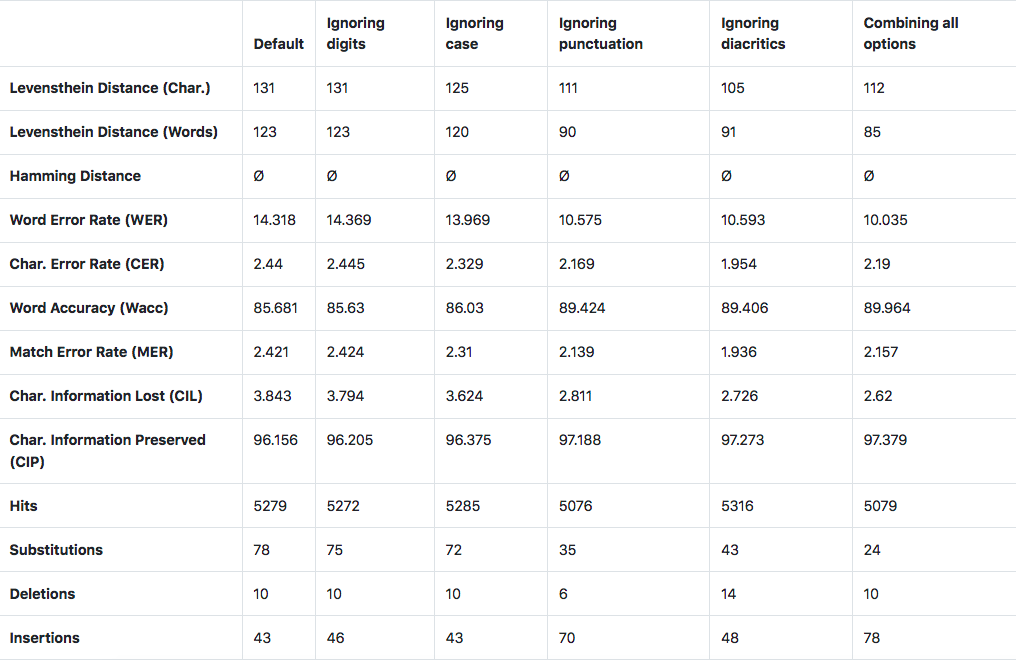 Default Ignoring digits Ignoring case Ignoring punctuation Ignoring diacritics Combining all options
Levensthein Distance (Char.) 131 131 125 111 105 112
Levensthein Distance (Words) 123 123 120 90 91 85
Hamming Distance Ø Ø Ø Ø Ø Ø
Word Error Rate (WER) 14.318 14.369 13.969 10.575 10.593 10.035
Char. Error Rate (CER) 2.44 2.445 2.329 2.169 1.954 2.19
Word Accuracy (Wacc) 85.681 85.63 86.03 89.424 89.406 89.964
Match Error Rate (MER) 2.421 2.424 2.31 2.139 1.936 2.157
Char. Information Lost (CIL) 3.843 3.794 3.624 2.811 2.726 2.62
Char. Information Preserved (CIP) 96.156 96.205 96.375 97.188 97.273 97.379
Hits 5279 5272 5285 5076 5316 5079
Substitutions 78 75 72 35 43 24
Deletions 10 10 10 6 14 10
Insertions 43 46 43 70 48 78